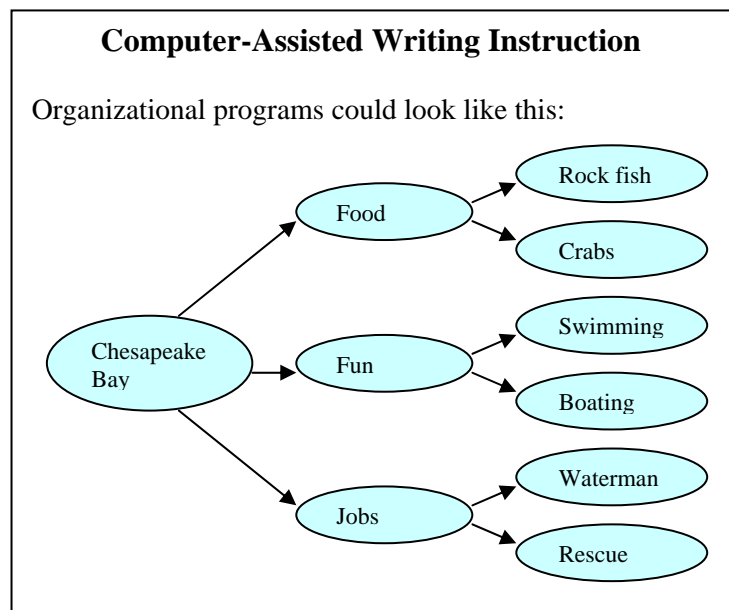 Computer-Assisted Writing Instruction
Organizational programs could look like this:
Rock fish
Food
Crabs
Swimming
Chesapeake
Bay
Fun
Boating
Waterman
Jobs
Rescue